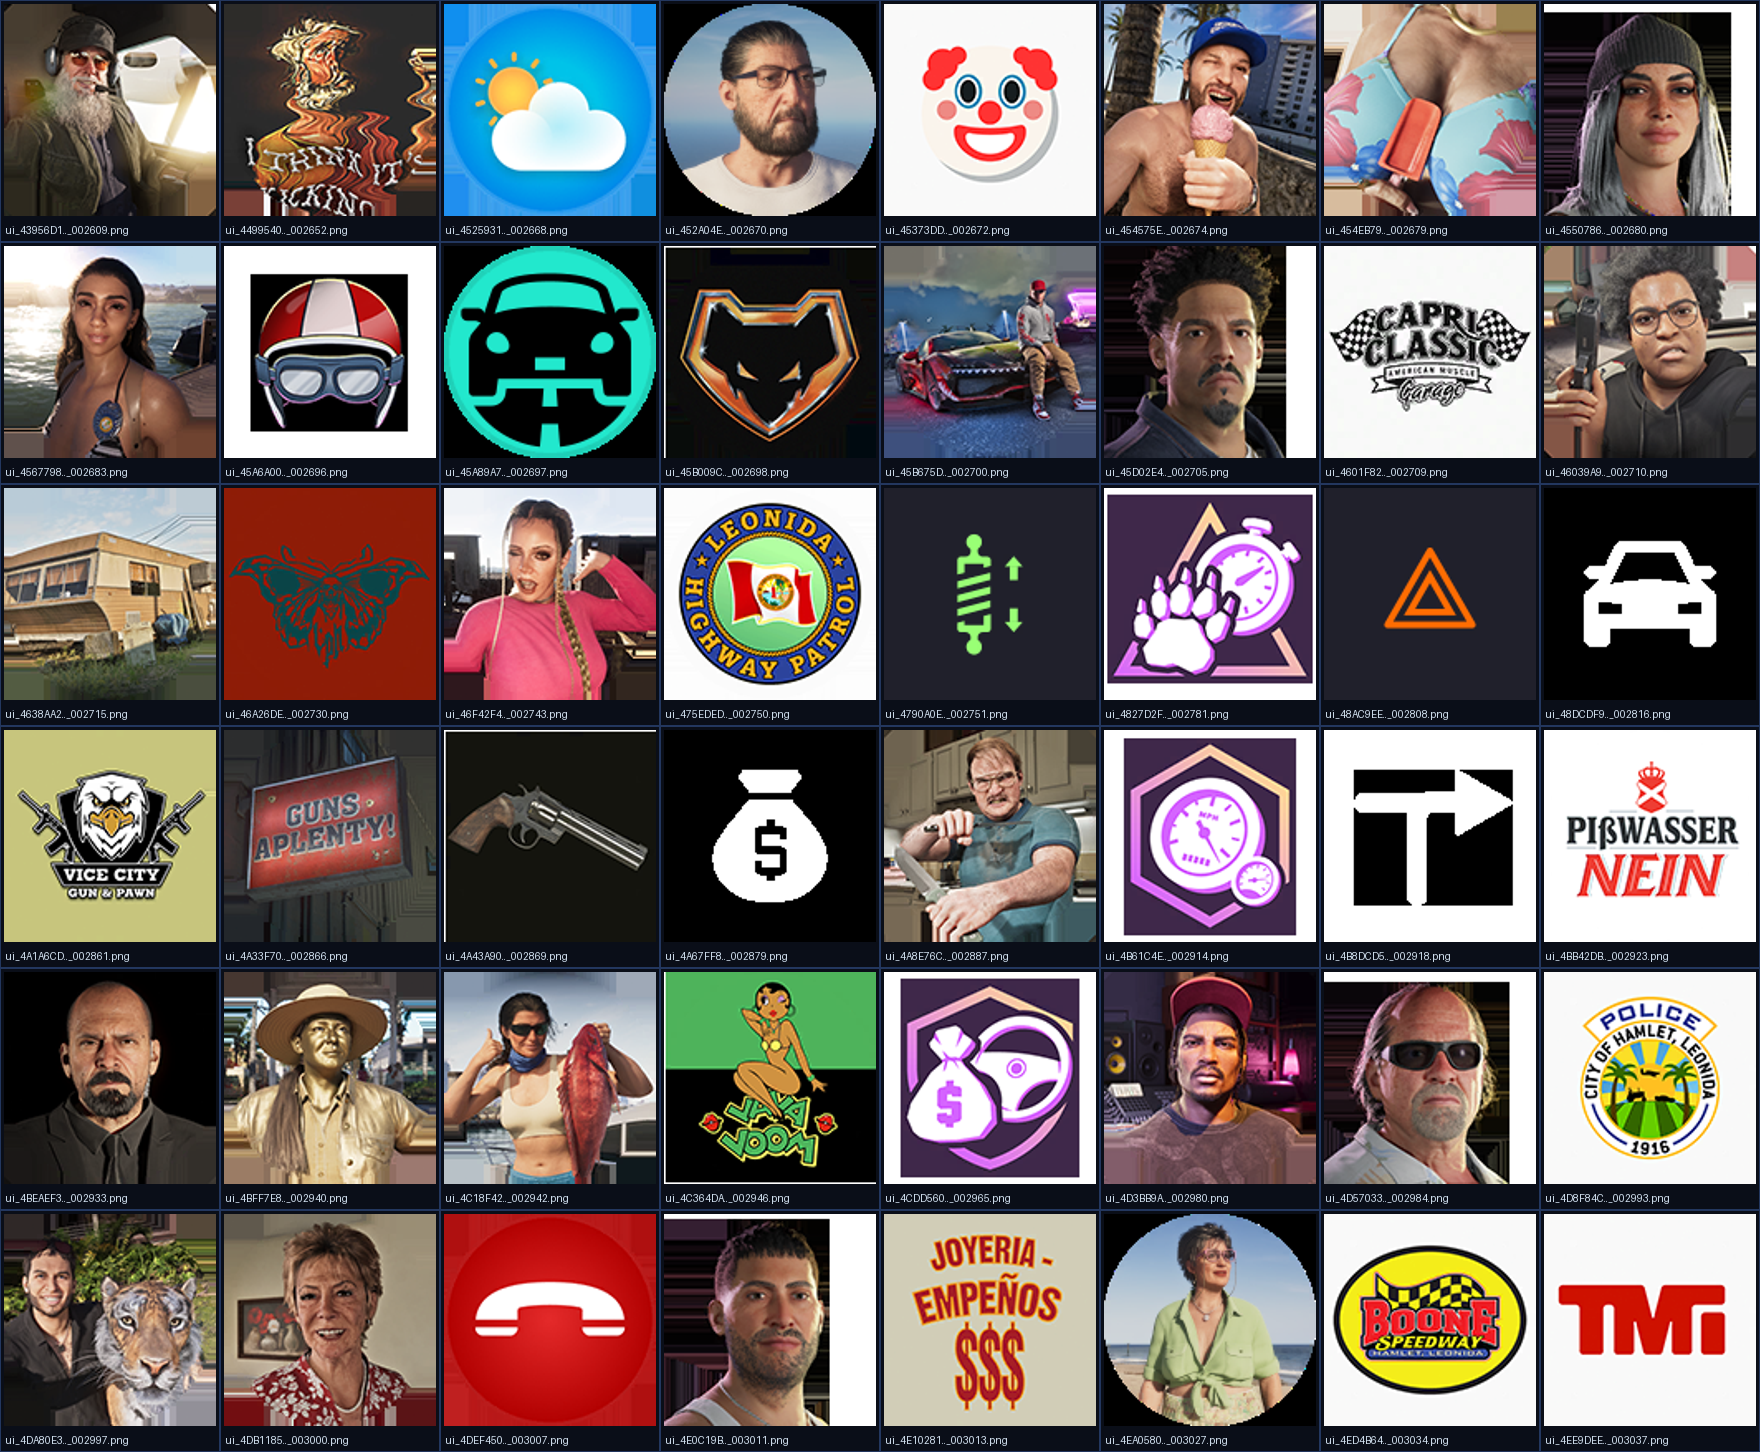 I THINK IT'S
KICKING
ui_43956D1.._002609.png
ui_4499540.._002652.png
ui_4525931.._002668.png
ui_452A04E.._002670.png
ui_45373DD.._002672.png
ui_454575E.._002674.png
ui_454EB79.._002679.png
ui_4550786.._002680.png
CAPRI
CLASSIC
AMERICAN MUSCLE
Garage
ui_4567798.._002683.png
ui_45A6A00.._002696.png
ui_45A89A7.._002697.png
ui_45B009C.._002698.png
ui_45B675D.._002700.png
ui_45D02E4.._002705.png
ui_4601F82.._002709.png
ui_46039A9.._002710.png
LEONIDA
HIGHWAY PATROL
ui_4638AA2.._002715.png
ui_46A26DE.._002730.png
ui_46F42F4.._002743.png
ui_475EDED.._002750.png
ui_4790A0E.._002751.png
ui_4827D2F.._002781.png
ui_48AC9EE.._002808.png
ui_48DCDF9.._002816.png
VICE CITY
GUN & PAWN
GUNS
APLENTY!
$
MPH
PIßWASSER
NEIN
ui_4A1A6CD.._002861.png
ui_4A33F70.._002866.png
ui_4A43A90.._002869.png
ui_4A67FF8.._002879.png
ui_4A8E76C.._002887.png
ui_4B61C4E.._002914.png
ui_4B8DCD5.._002918.png
ui_4BB42DB.._002923.png
VAVA
VOOM
$
POLICE
CITY OF HAMLET, LEONIDA
1916
ui_4BEAEF3.._002933.png
ui_4BFF7E8.._002940.png
ui_4C18F42.._002942.png
ui_4C364DA.._002946.png
ui_4CDD560.._002965.png
ui_4D3BB9A.._002980.png
ui_4D57033.._002984.png
ui_4D8F84C.._002993.png
JOYERIA -
EMPEÑOS
$$$
BOONE
SPEEDWAY
HAMLET, LEONIDA
TMi
ui_4DA80E3.._002997.png
ui_4DB1185.._003000.png
ui_4DEF450.._003007.png
ui_4E0C19B.._003011.png
ui_4E10281.._003013.png
ui_4EA0580.._003027.png
ui_4ED4B64.._003034.png
ui_4EE9DEE.._003037.png